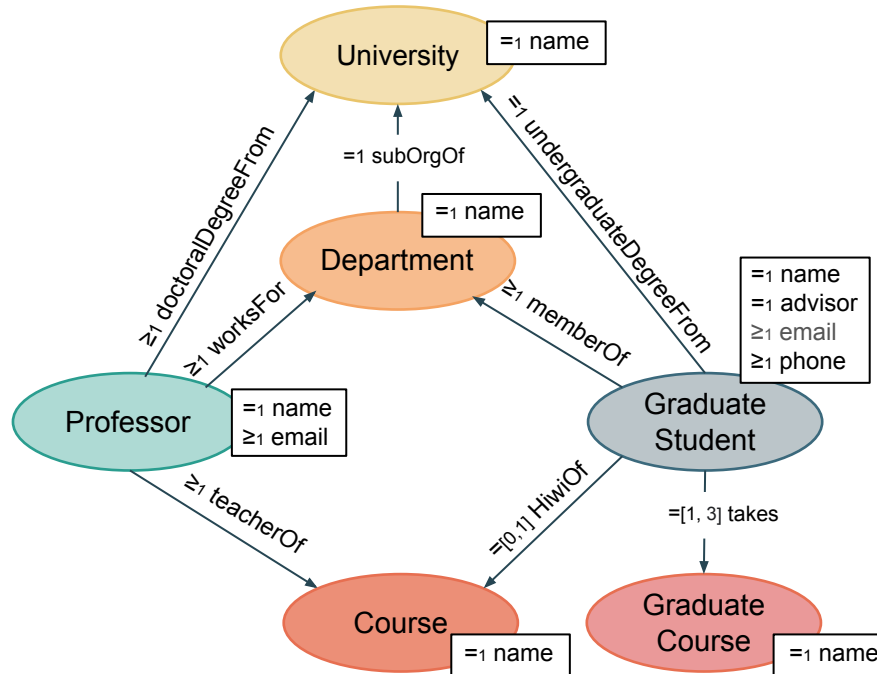 University
=1 name
≥1 doctoralDegreeFrom
=1 subOrgOf
=1 undergraduateDegreeFrom
Department
=1 name
≥1 worksFor
≥1 memberOf
Professor
=1 name
≥1 email
Graduate
Student
=1 name
=1 advisor
≥1 email
≥1 phone
≥1 teacherOf
=[0,1] HiwiOf
=[1, 3] takes
Course
=1 name
Graduate
Course
=1 name